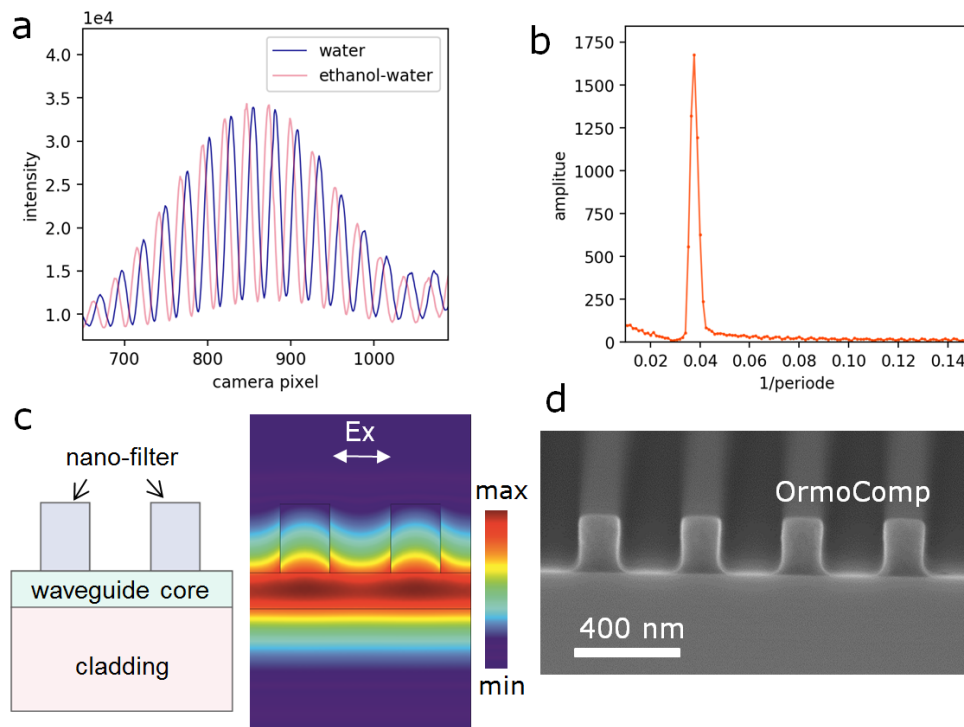 a
1e4
4.0
3.5
3.0
2.5
2.0
1.5
1.0
intensity
water
ethanol-water
700 800 900 1000
camera pixel
b
1750
1500
1250
1000
750
500
250
0
amplitue
0.02 0.04 0.06 0.08 0.10 0.12 0.14
1/periode
c
nano-filter
waveguide core
cladding
Ex
max
min
d
OrmoComp
400 nm